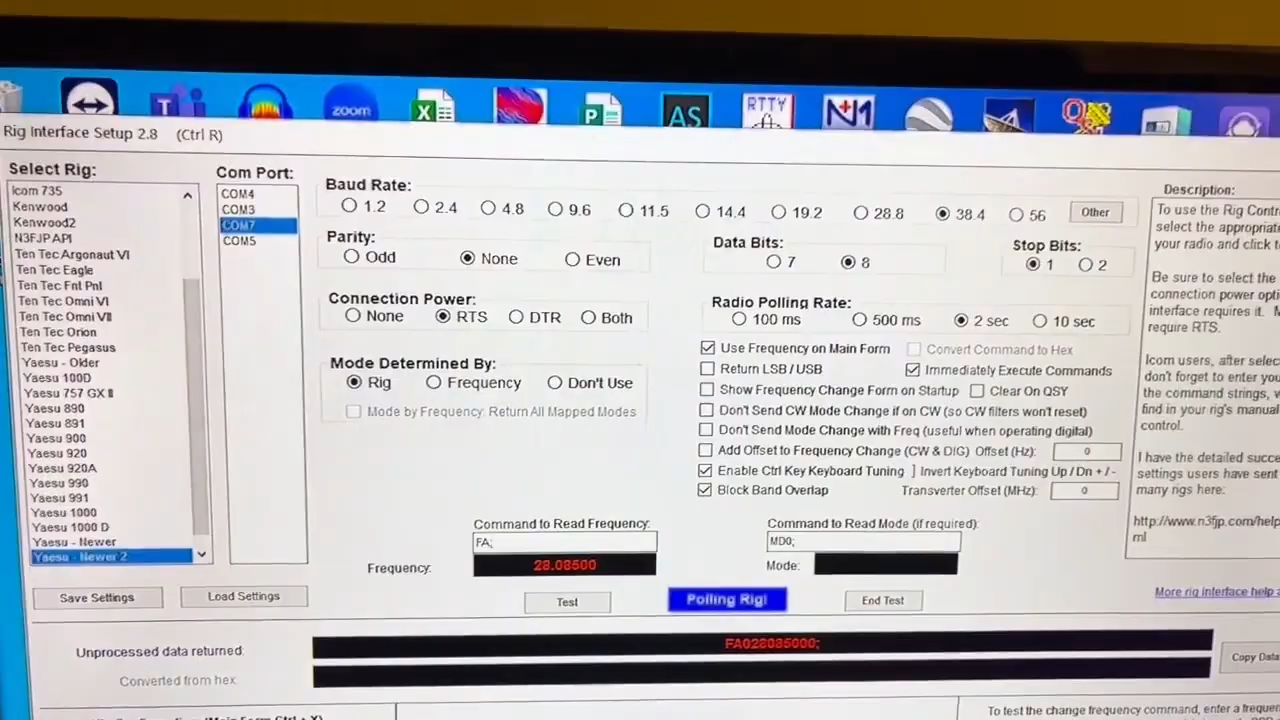 zoom
AS
RTTY
N+1M
Rig Interface Setup 2.8 (Ctrl R)
Select Rig:
Icom 735
Kenwood
Kenwood2
N3FJP API
Ten Tec Argonaut VI
Ten Tec Eagle
Ten Tec Fnt Pnl
Ten Tec Omni VI
Ten Tec Omni VII
Ten Tec Orion
Ten Tec Pegasus
Yaesu - Older
Yaesu 100D
Yaesu 757 GX II
Yaesu 890
Yaesu 891
Yaesu 900
Yaesu 920
Yaesu 920A
Yaesu 990
Yaesu 991
Yaesu 1000
Yaesu 1000 D
Yaesu - Newer
Yaesu - Newer 2
Save Settings
Load Settings
Com Port:
COM4
COM3
COM7
COM5
Baud Rate:
1.2 2.4 4.8 9.6 11.5 14.4 19.2 28.8 38.4 56 Other
Parity:
Odd None Even
Data Bits:
7 8
Stop Bits:
1 2
Connection Power:
None RTS DTR Both
Radio Polling Rate:
100 ms 500 ms 2 sec 10 sec
Mode Determined By:
Rig Frequency Don't Use
Mode by Frequency: Return All Mapped Modes
Use Frequency on Main Form Convert Command to Hex
Return LSB / USB Immediately Execute Commands
Show Frequency Change Form on Startup Clear On QSY
Don't Send CW Mode Change if on CW (so CW filters won't reset)
Don't Send Mode Change with Freq (useful when operating digital)
Add Offset to Frequency Change (CW & DIG) Offset (Hz): 0
Enable Ctrl Key Keyboard Tuning ] Invert Keyboard Tuning Up / Dn + / -
Block Band Overlap Transverter Offset (MHz): 0
Command to Read Frequency:
FA;
Frequency: 28.08500
Command to Read Mode (if required):
MD0;
Mode:
Test
Polling Rig!
End Test
Description:
To use the Rig Contr
select the appropriate
your radio and click t
Be sure to select the
connection power opti
interface requires it. M
require RTS.
Icom users, after selec
don't forget to enter you
the command strings, w
find in your rig's manua
control.
I have the detailed succe
settings users have sent
many rigs here:
http://www.n3fjp.com/help
ml
More rig interface help a
Unprocessed data returned: FA028085000;
Converted from hex:
Copy Data
(Main Form Ctrl + X)
To test the change frequency command, enter a frequen